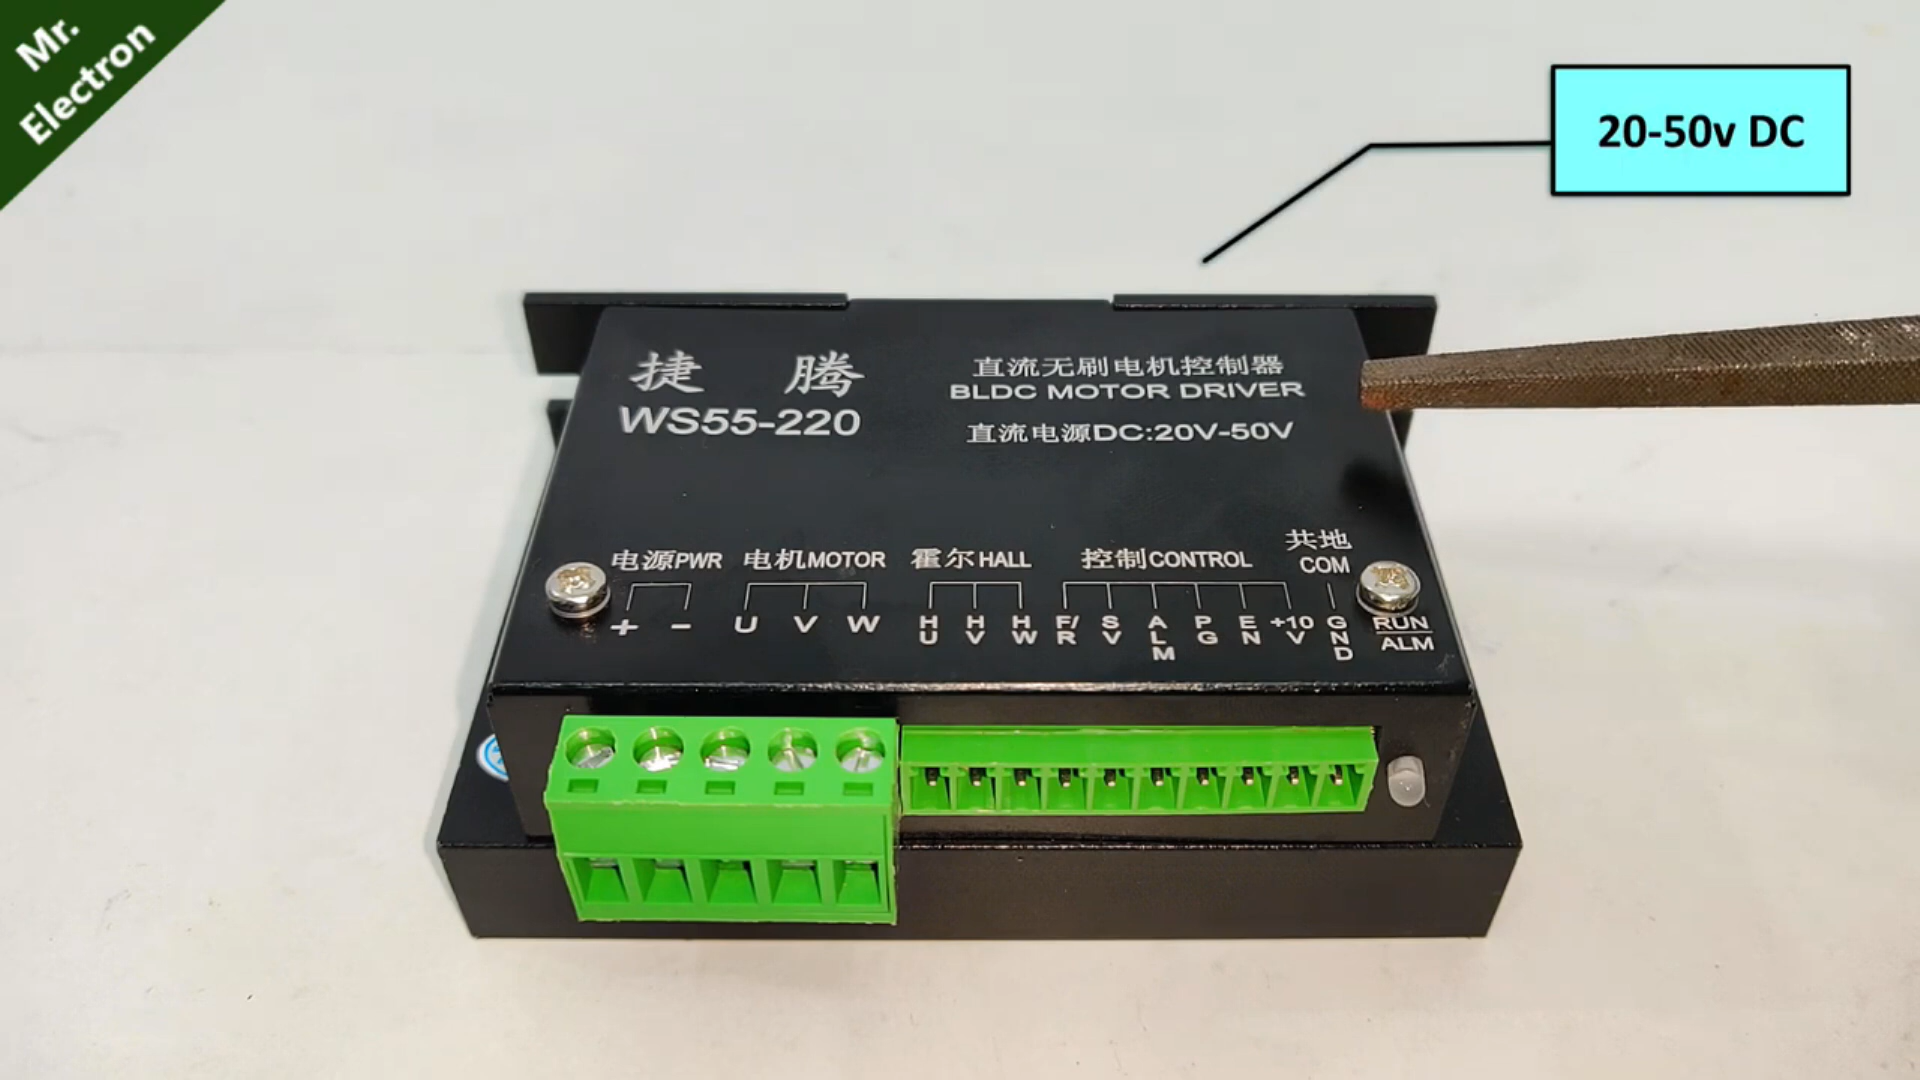 Mr.
Electron
20-50v DC
捷 腾
WS55-220
直流无刷电机控制器
BLDC MOTOR DRIVER
直流电源DC:20V-50V
电源PWR 电机MOTOR 霍尔HALL 控制CONTROL 共地COM
+ - U V W HU HV HW F/R SV ALM PG EN +10V GND RUN/ALM